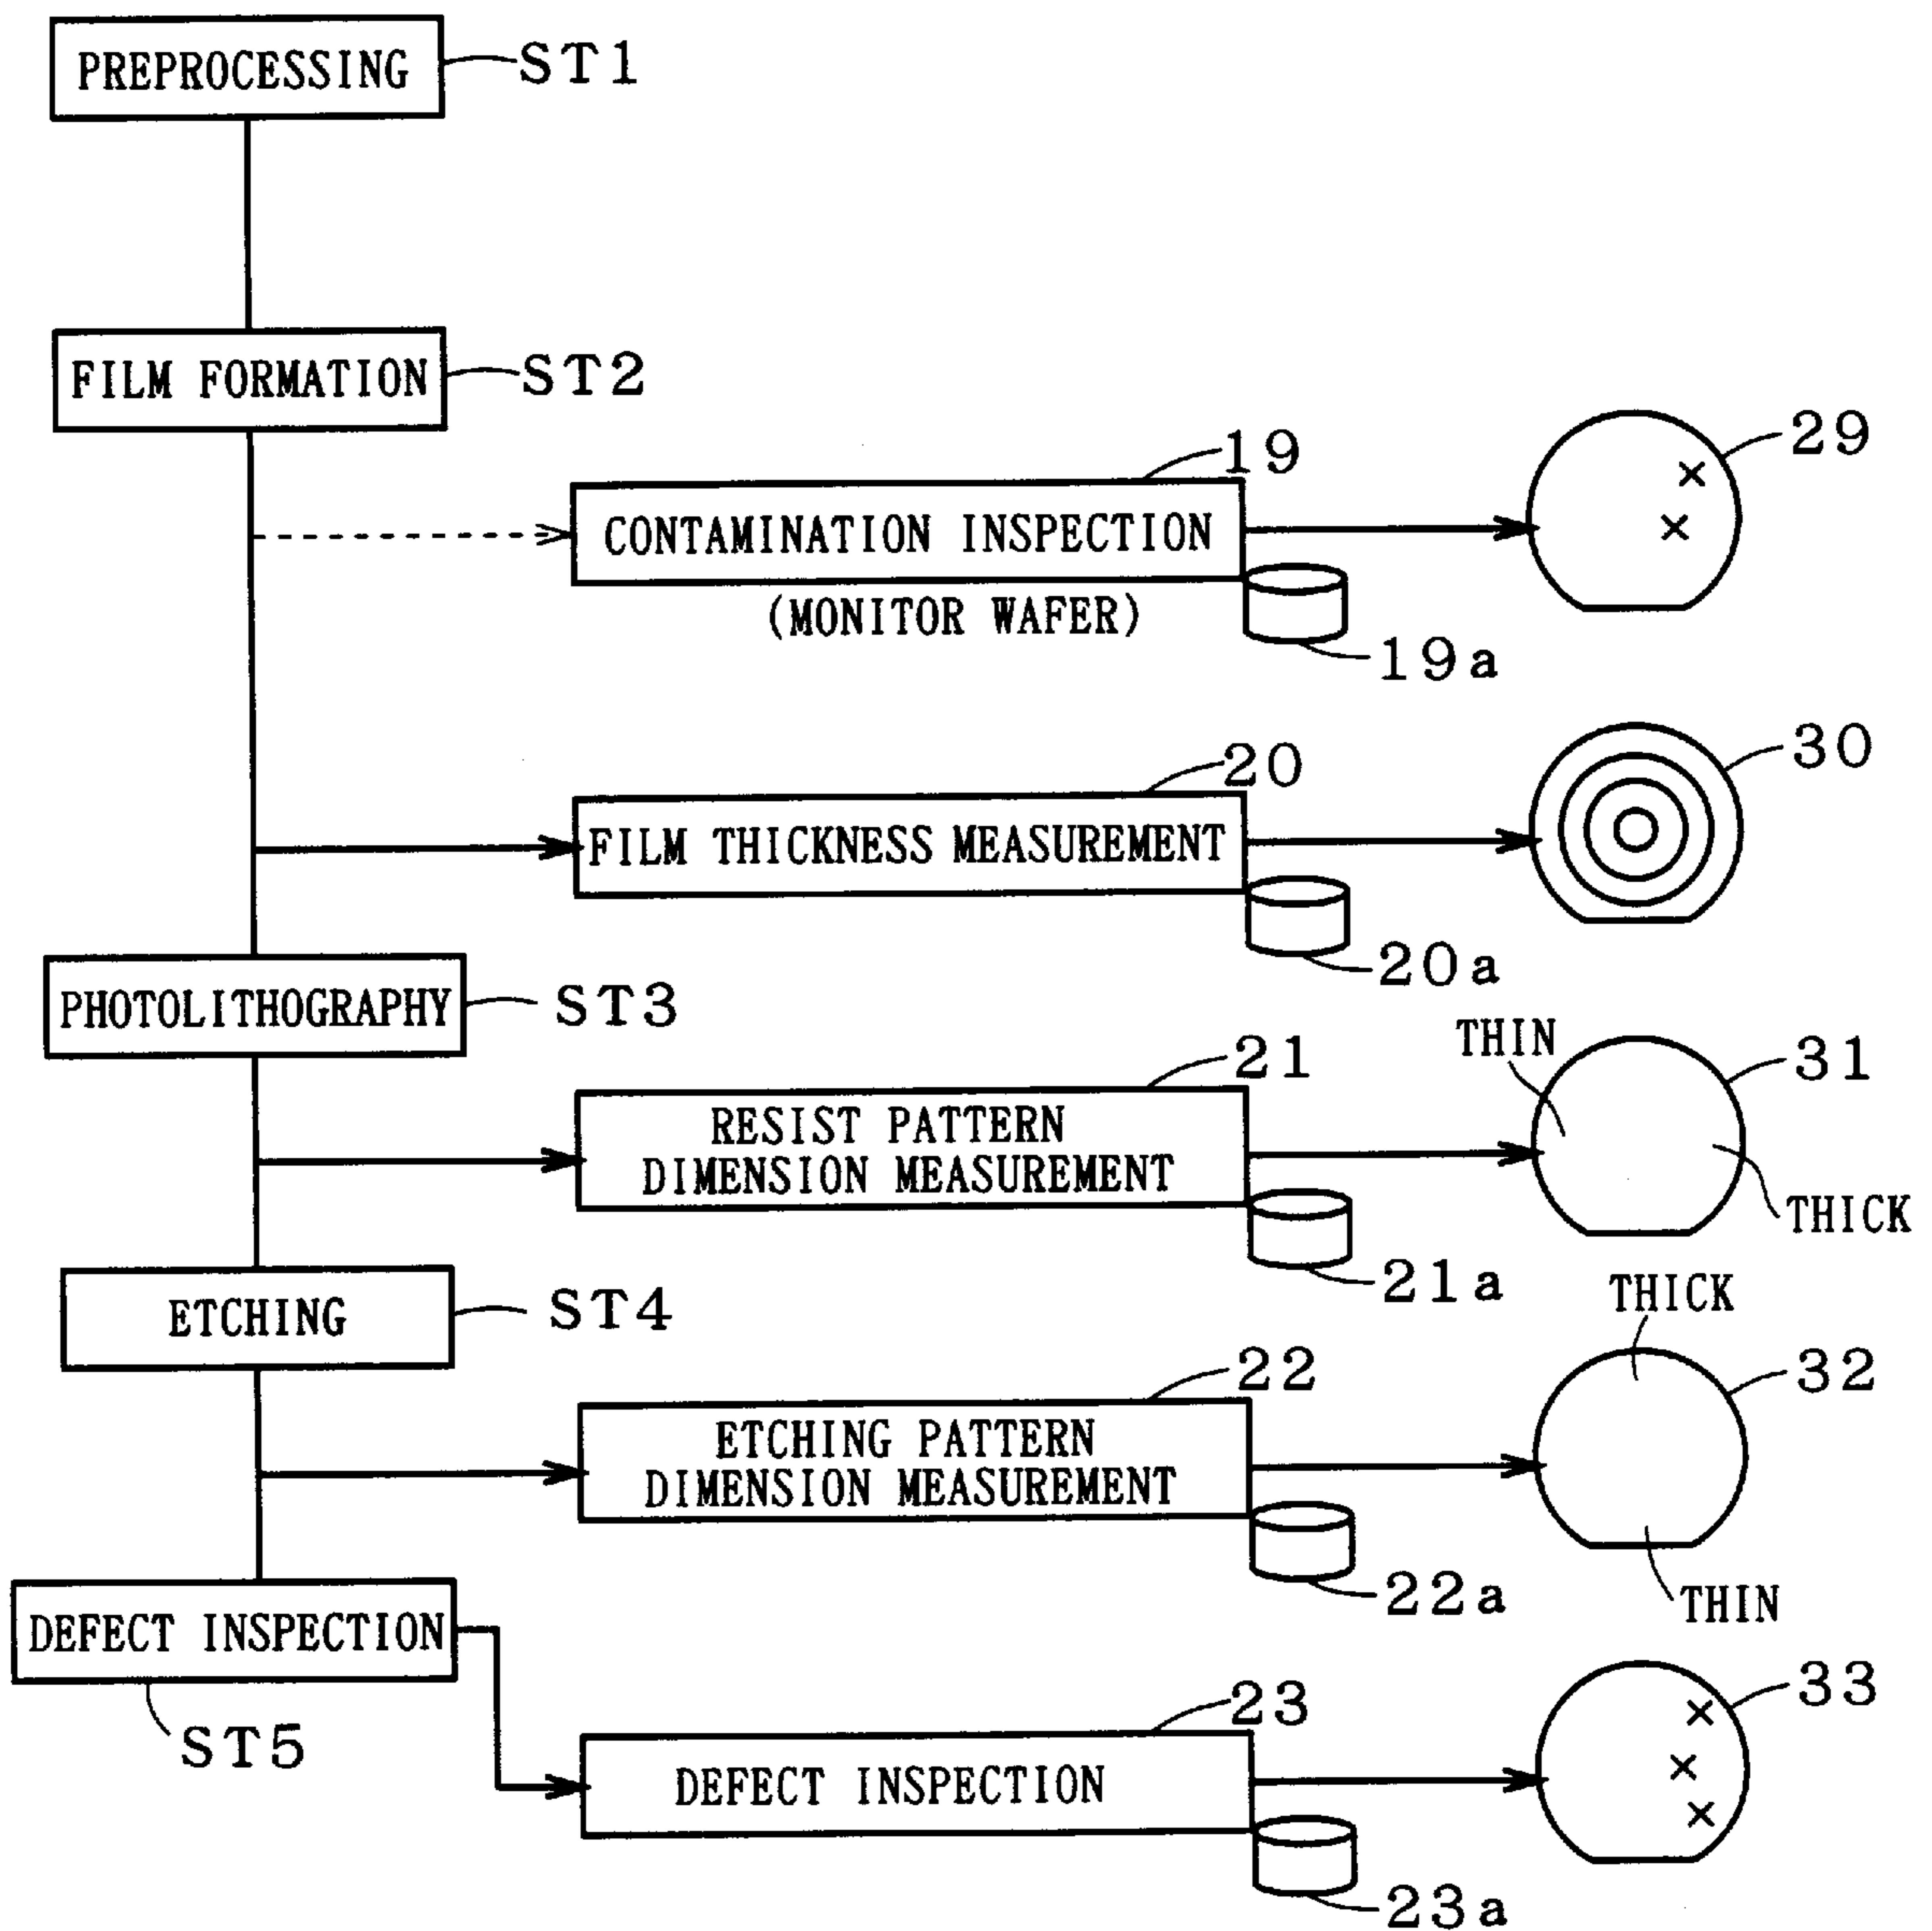 PREPROCESSING
ST1
FILM FORMATION
ST2
19
29
CONTAMINATION INSPECTION
(MONITOR WAFER)
19a
20
30
FILM THICKNESS MEASUREMENT
20a
PHOTOLITHOGRAPHY
ST3
21
THIN
31
RESIST PATTERN
DIMENSION MEASUREMENT
THICK
21a
ETCHING
ST4
THICK
22
32
ETCHING PATTERN
DIMENSION MEASUREMENT
22a
THIN
DEFECT INSPECTION
ST5
23
33
DEFECT INSPECTION
23a